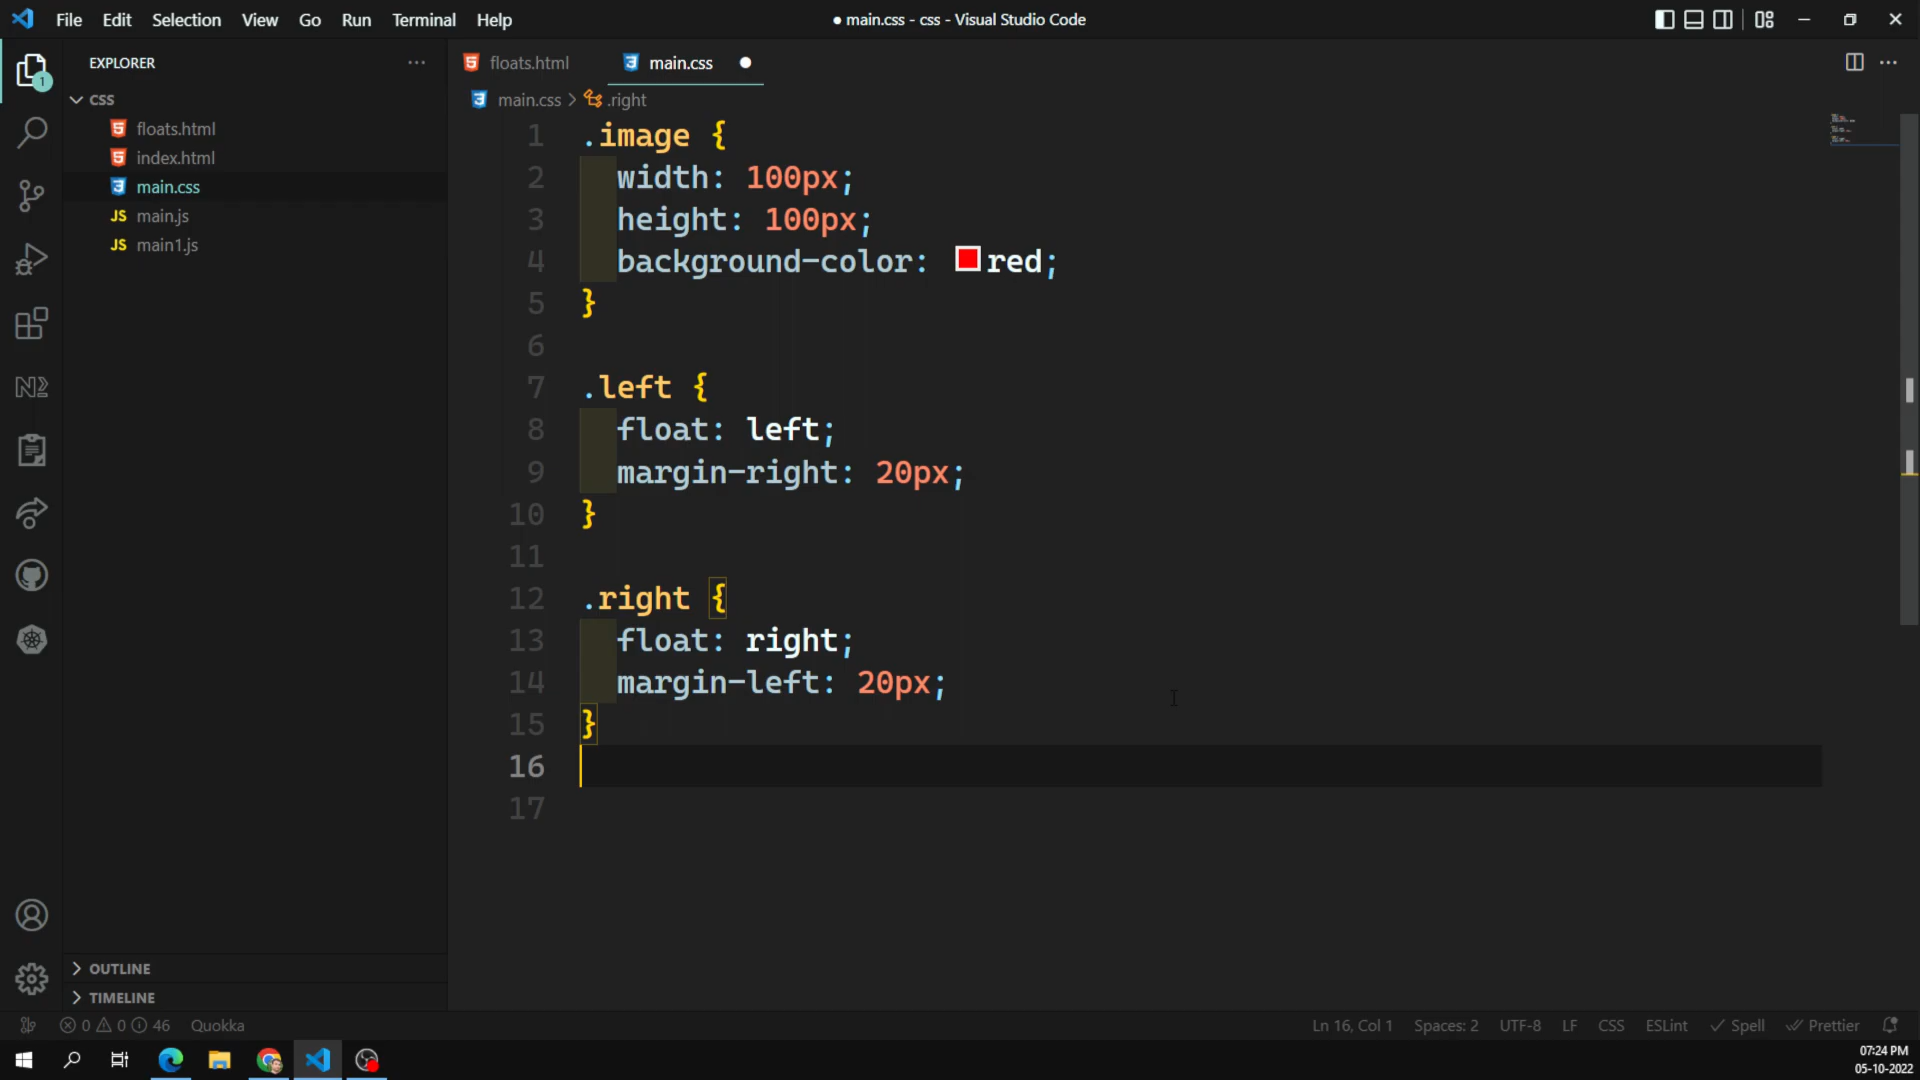 File Edit Selection View Go Run Terminal Help
● main.css - css - Visual Studio Code
EXPLORER
CSS
floats.html
index.html
main.css
JS main.js
JS main1.js
OUTLINE
TIMELINE
1
floats.html
main.css
main.css > .right
1 .image {
2 width: 100px;
3 height: 100px;
4 background-color: red;
5 }
6
7 .left {
8 float: left;
9 margin-right: 20px;
10 }
11
12 .right {
13 float: right;
14 margin-left: 20px;
15 }
16
17
0 0 46 Quokka
Ln 16, Col 1 Spaces: 2 UTF-8 LF CSS ESLint Spell Prettier
07:24 PM
05-10-2022